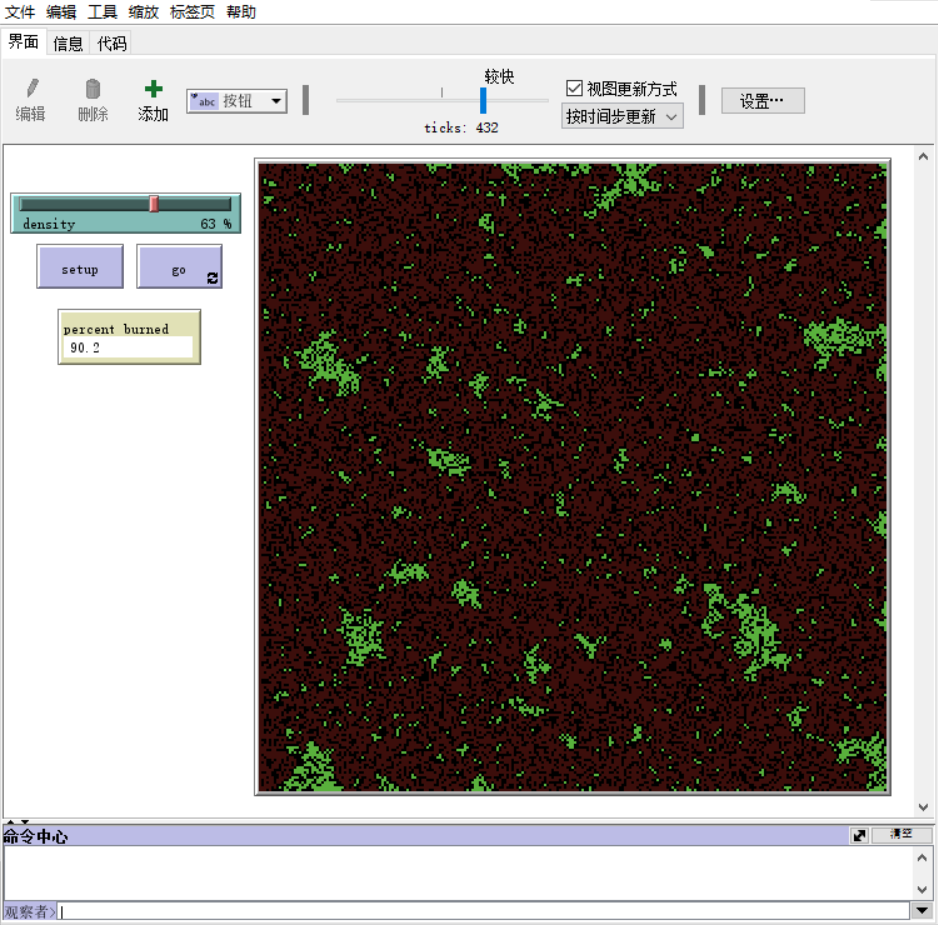 文件 编辑 工具 缩放 标签页 帮助
界面 信息 代码
编辑 删除 添加 abc 按钮
较快
ticks: 432
视图更新方式
按时间步更新
设置…
density 63 %
setup go
percent burned
90.2
命令中心 清空
观察者>